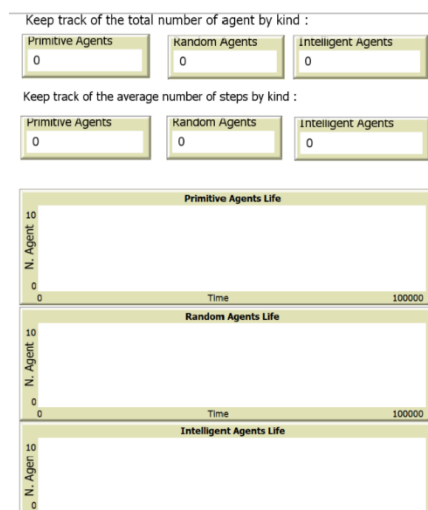 Keep track of the total number of agent by kind :
Primitive Agents Random Agents Intelligent Agents
0 0 0
Keep track of the average number of steps by kind :
Primitive Agents Random Agents Intelligent Agents
0 0 0
Primitive Agents Life
10
N. Agent
0
0 Time 100000
Random Agents Life
10
N. Agent
0
0 Time 100000
Intelligent Agents Life
10
N. Agen
0